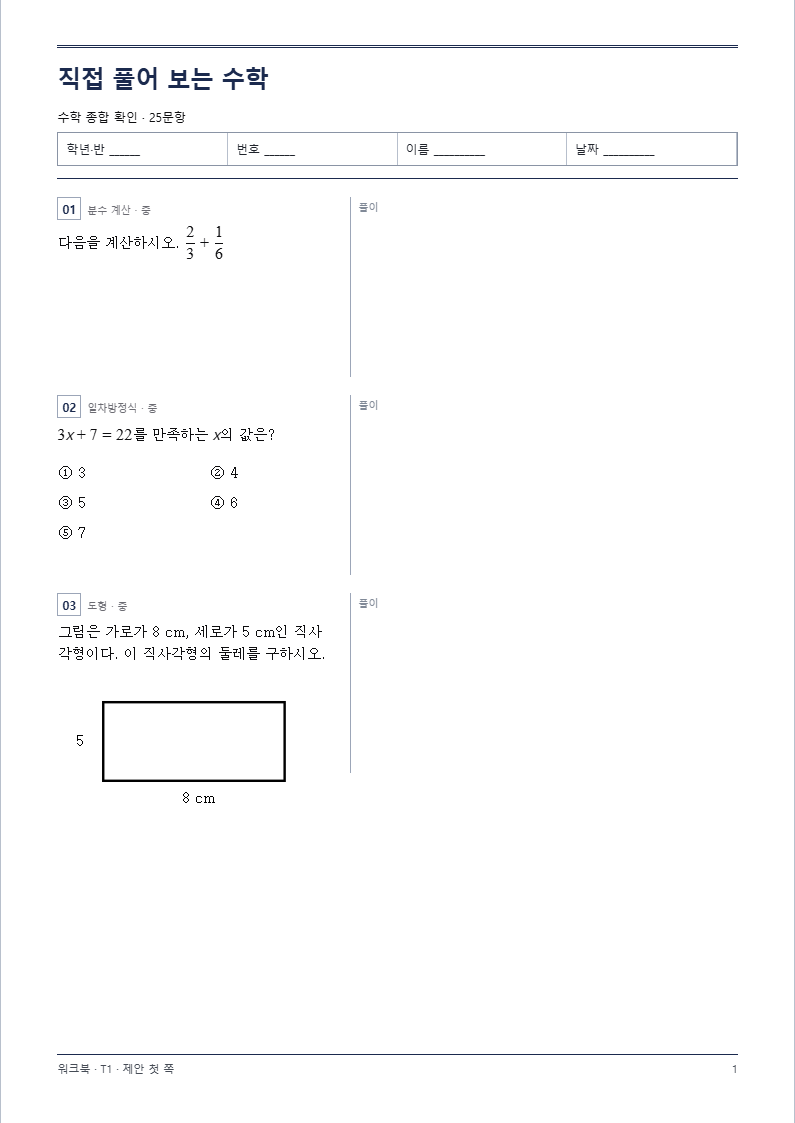 직접 풀어 보는 수학
수학 종합 확인 · 25문항
학년·반 ______ 번호 ______ 이름 __________ 날짜 __________
01 분수 계산 · 중
다음을 계산하시오. 2/3 + 1/6
풀이
02 일차방정식 · 중
3x + 7 = 22를 만족하는 x의 값은?
① 3 ② 4
③ 5 ④ 6
⑤ 7
풀이
03 도형 · 중
그림은 가로가 8 cm, 세로가 5 cm인 직사
각형이다. 이 직사각형의 둘레를 구하시오.
5
8 cm
풀이
워크북 · T1 · 제안 첫 쪽 1